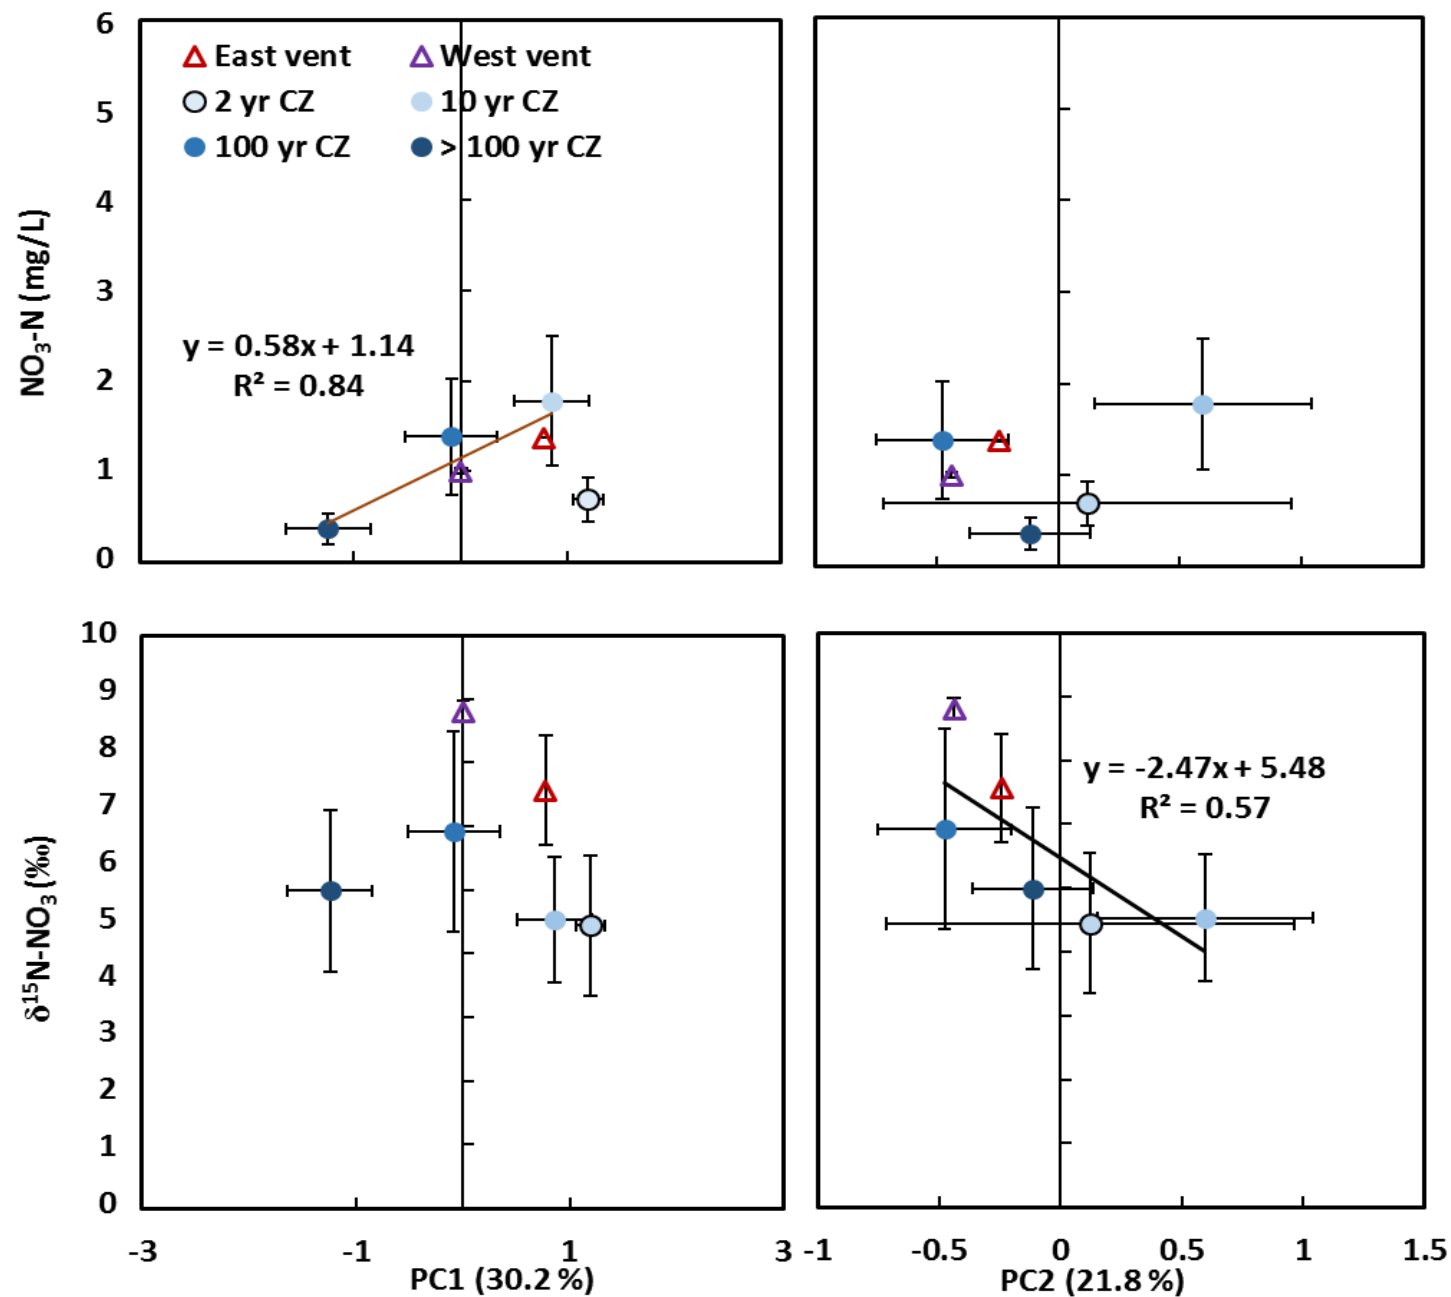 6
5
4
3
2
1
0
NO₃-N (mg/L)
East vent
West vent
2 yr CZ
10 yr CZ
100 yr CZ
> 100 yr CZ
y = 0.58x + 1.14
R² = 0.84
10
9
8
7
6
5
4
3
2
1
0
δ¹⁵N-NO₃ (‰)
y = -2.47x + 5.48
R² = 0.57
-3 -1 1 3
PC1 (30.2 %)
-1 -0.5 0 0.5 1 1.5
PC2 (21.8 %)